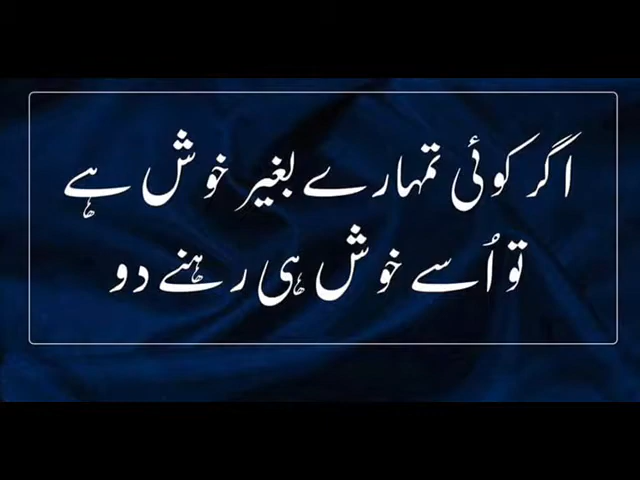 اگر کوئی تمہارے بغیر خوش ہے
تو اُسے خوش ہی رہنے دو